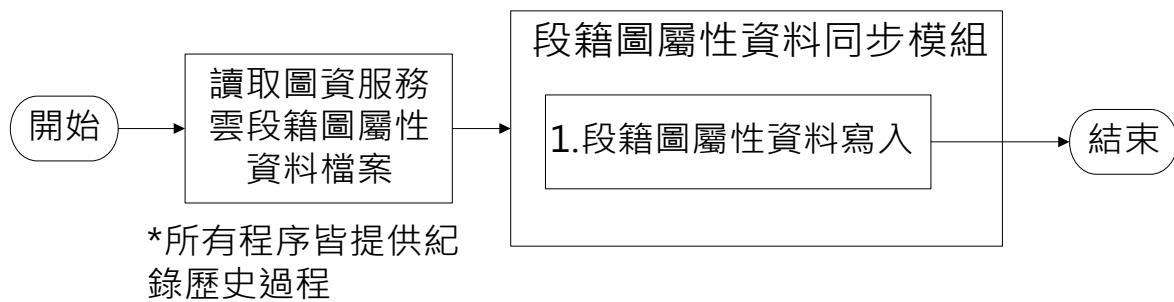 開始
讀取圖資服務
雲段籍圖屬性
資料檔案
*所有程序皆提供紀
錄歷史過程
段籍圖屬性資料同步模組
1.段籍圖屬性資料寫入
結束